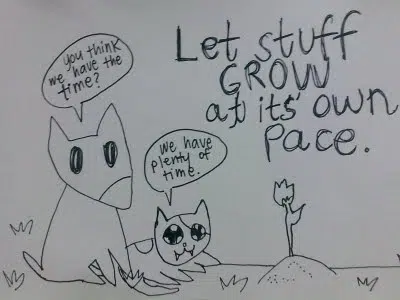 you think
we have the
time?
We have
plenty of
time.
Let stuff
GROW
at its own
Pace.